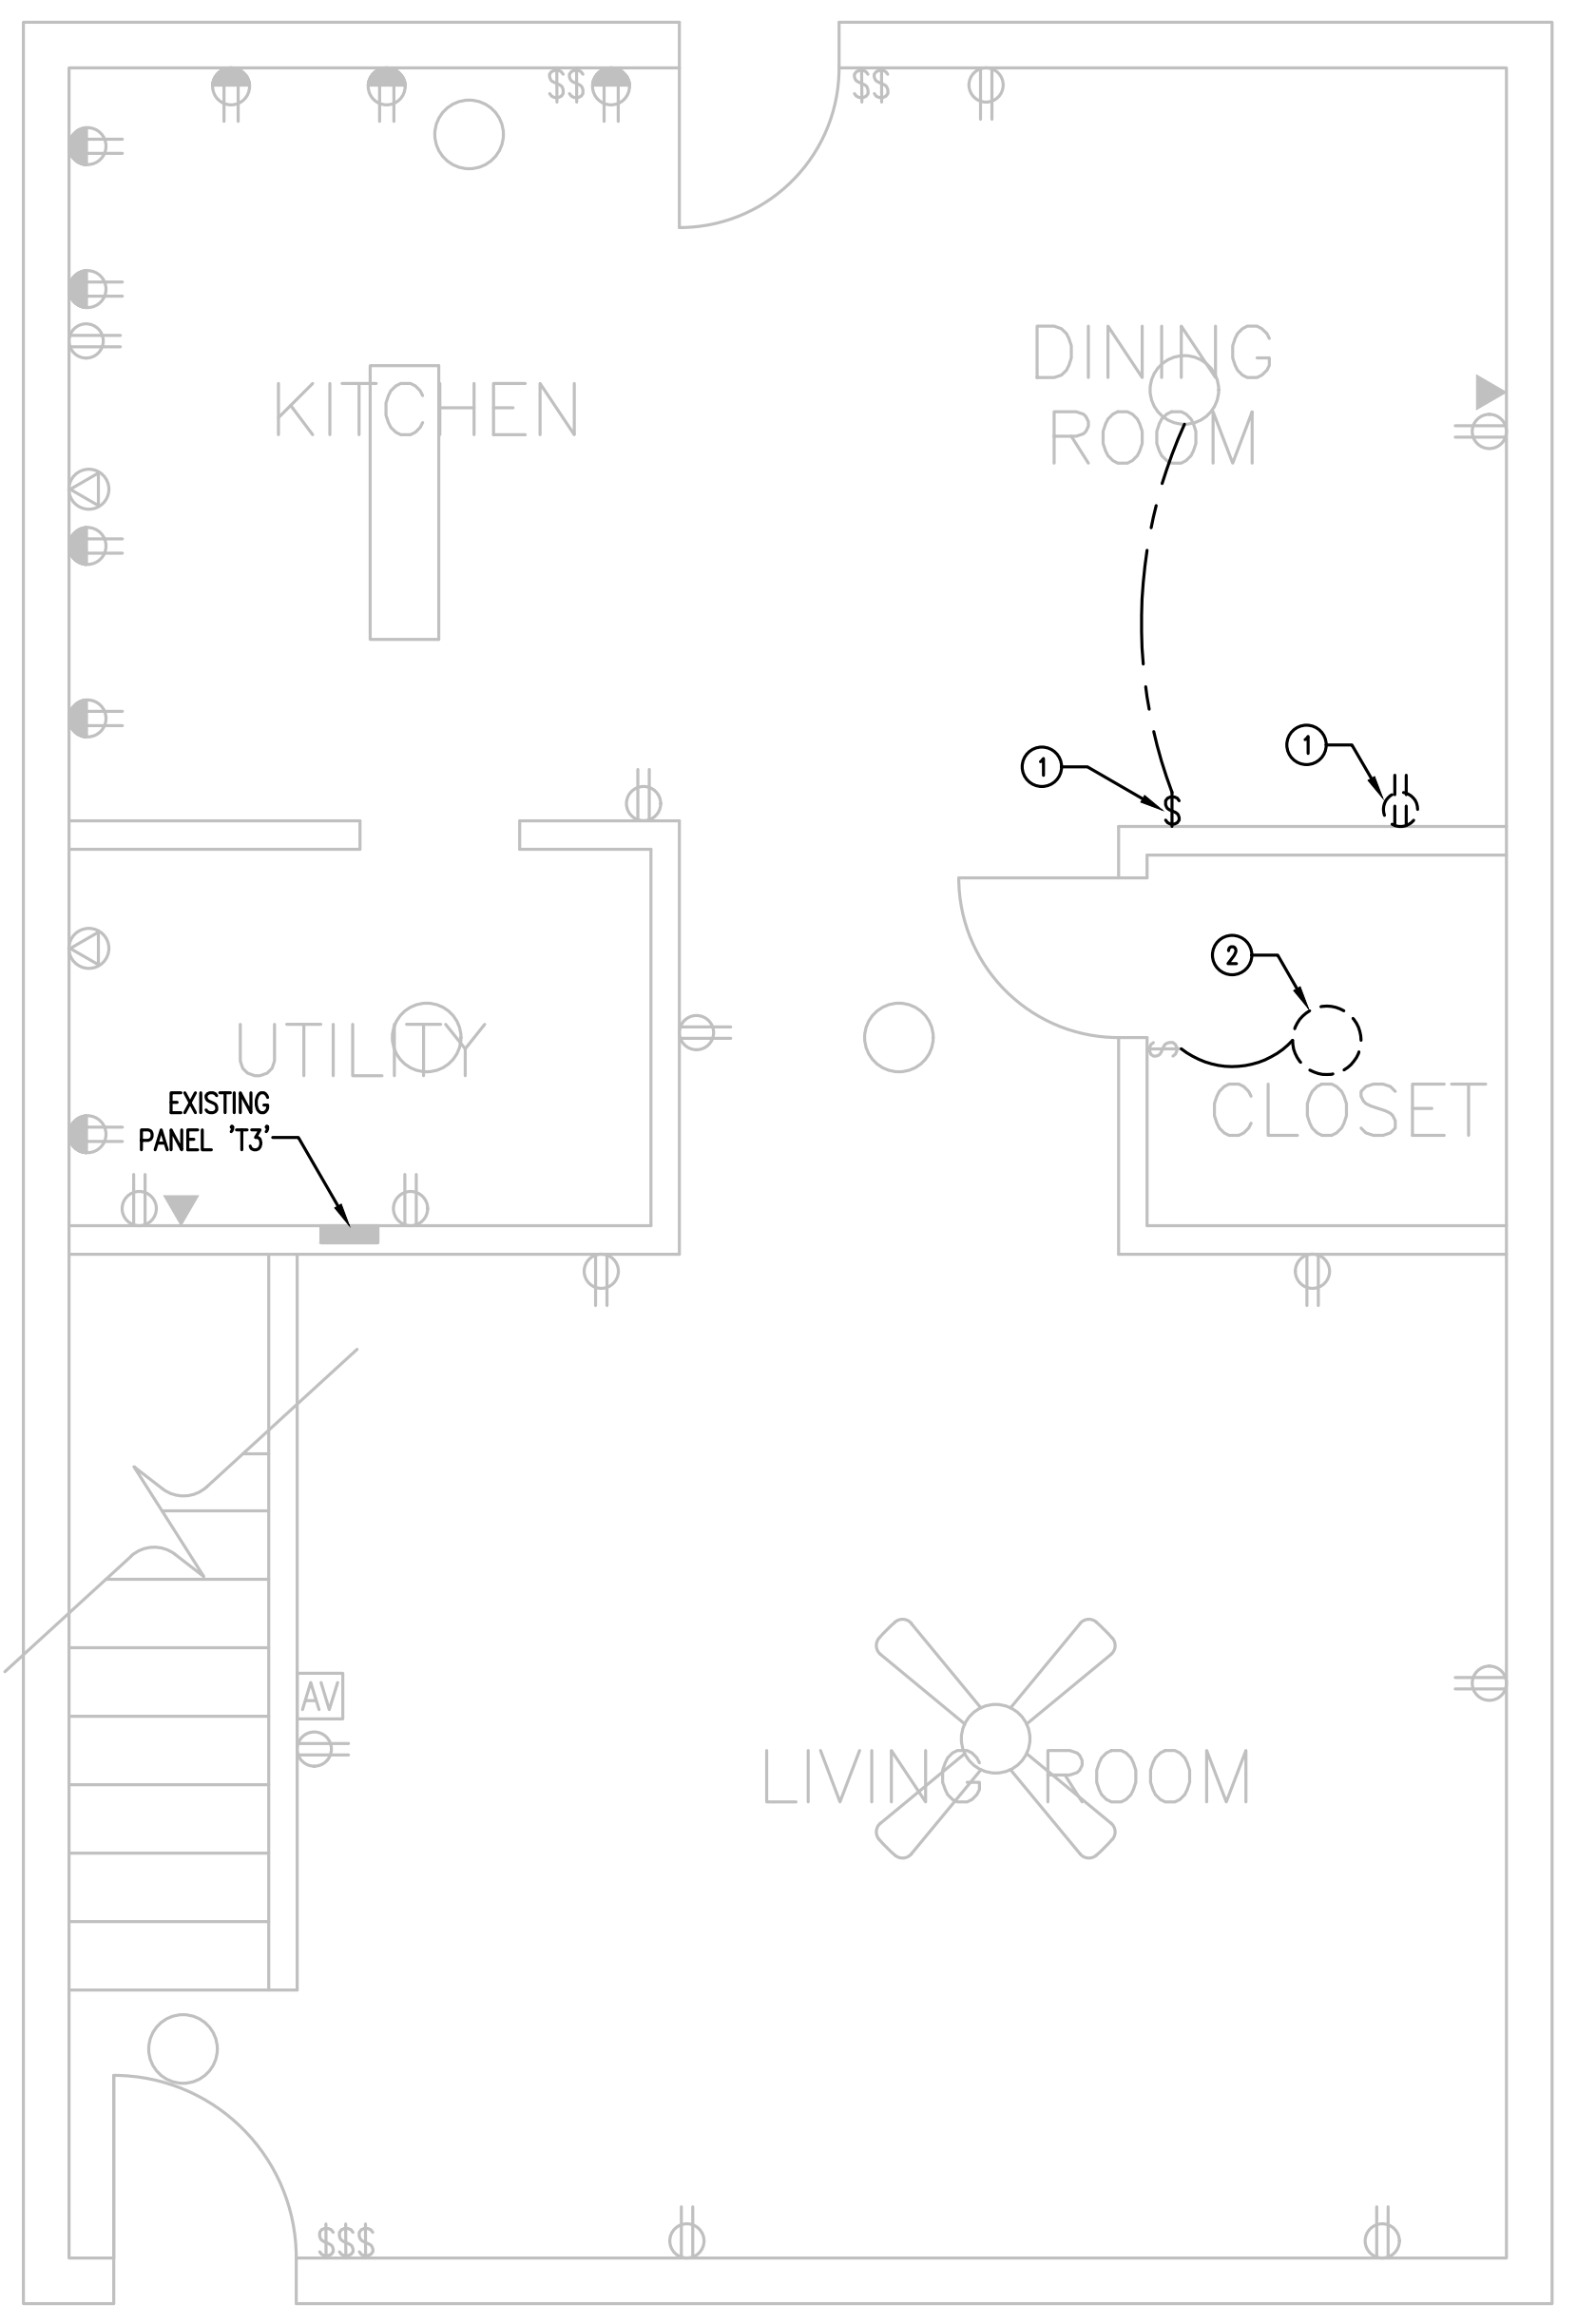 $$
$$
DINING
ROOM
KITCHEN
1
1
$
2
$
UTILITY
CLOSET
EXISTING
PANEL 'T3'
AV
LIVING ROOM
$$$